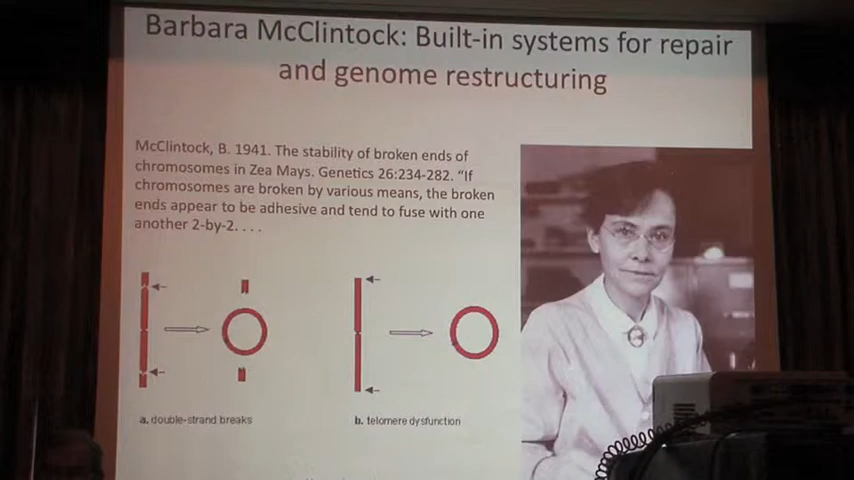 Barbara McClintock: Built-in systems for repair
and genome restructuring
McClintock, B. 1941. The stability of broken ends of
chromosomes in Zea Mays. Genetics 26:234-282. “If
chromosomes are broken by various means, the broken
ends appear to be adhesive and tend to fuse with one
another 2-by-2. . . .
a. double-strand breaks
b. telomere dysfunction